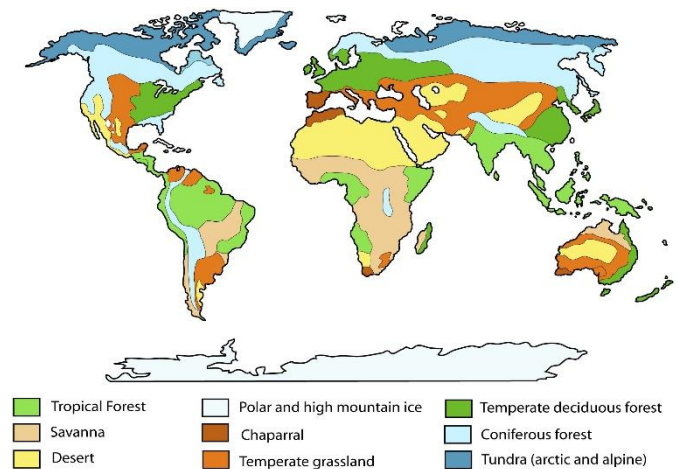 Tropical Forest
Savanna
Desert
Polar and high mountain ice
Chaparral
Temperate grassland
Temperate deciduous forest
Coniferous forest
Tundra (arctic and alpine)